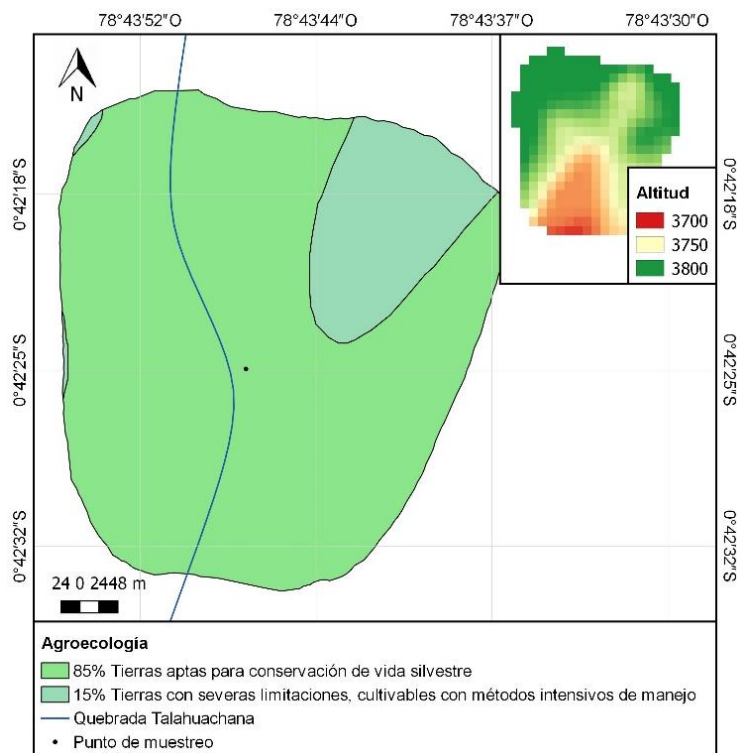 78°43′52″O 78°43′44″O 78°43′37″O 78°43′30″O
N
0°42′18″S
0°42′18″S
Altitud
3700
3750
3800
0°42′25″S
0°42′25″S
0°42′32″S
0°42′32″S
24 0 2448 m
Agroecología
85% Tierras aptas para conservación de vida silvestre
15% Tierras con severas limitaciones, cultivables con métodos intensivos de manejo
Quebrada Talahuachana
Punto de muestreo